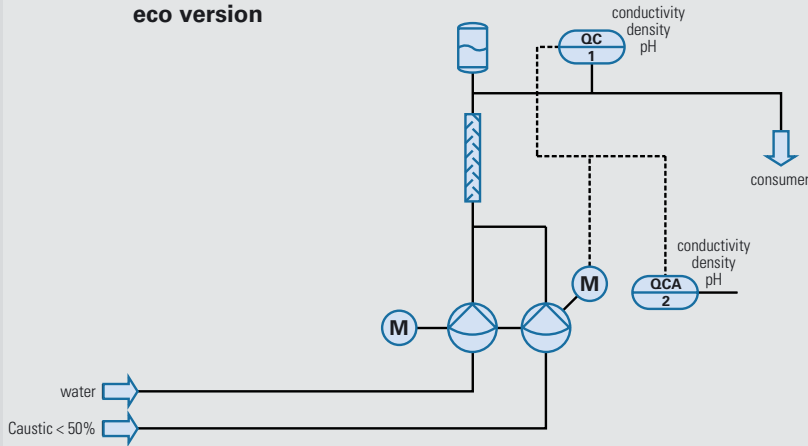 eco version
conductivity
density
pH
QC
1
consumer
conductivity
density
pH
QCA
2
M
M
water
Caustic < 50%